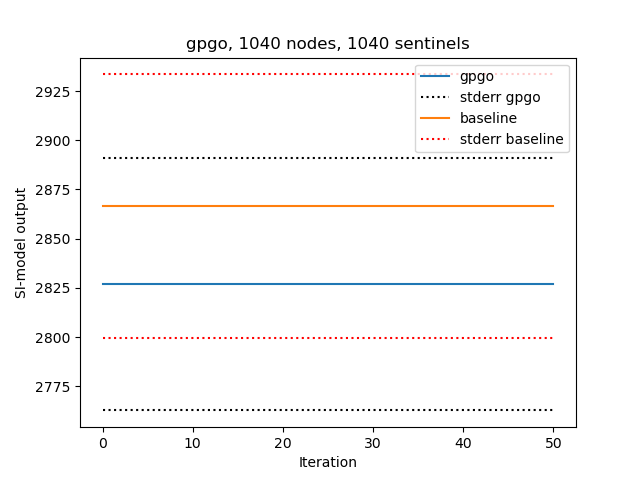 gpgo, 1040 nodes, 1040 sentinels
gpgo
stderr gpgo
baseline
stderr baseline
SI-model output
2925
2900
2875
2850
2825
2800
2775
0 10 20 30 40 50
Iteration